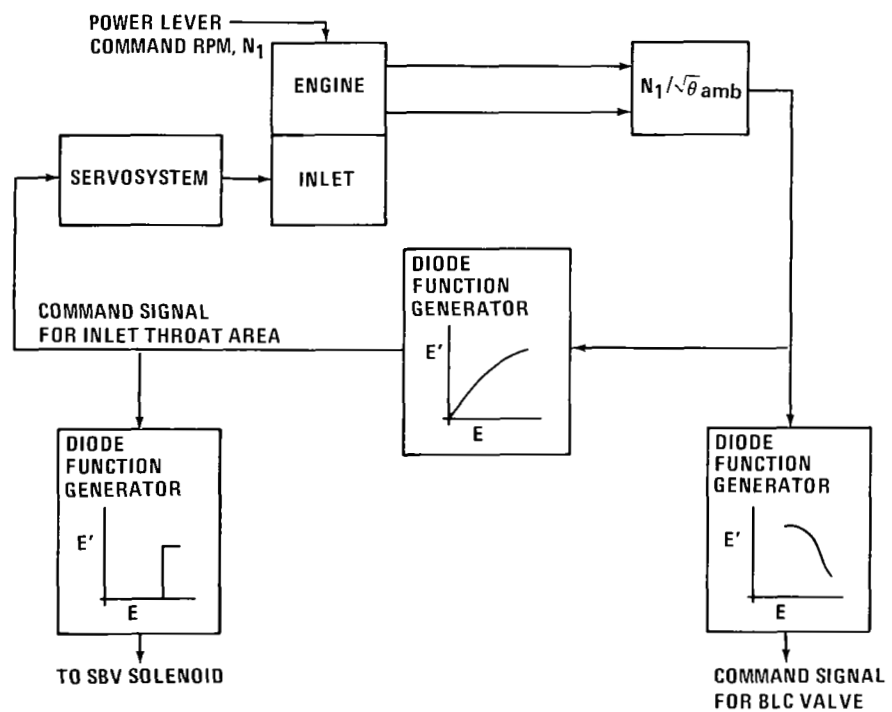 POWER LEVER
COMMAND RPM, N1
ENGINE
N1/√θ amb
SERVOSYSTEM
INLET
DIODE
FUNCTION
GENERATOR
E'
E
COMMAND SIGNAL
FOR INLET THROAT AREA
DIODE
FUNCTION
GENERATOR
E'
E
TO SBV SOLENOID
DIODE
FUNCTION
GENERATOR
E'
E
COMMAND SIGNAL
FOR BLC VALVE